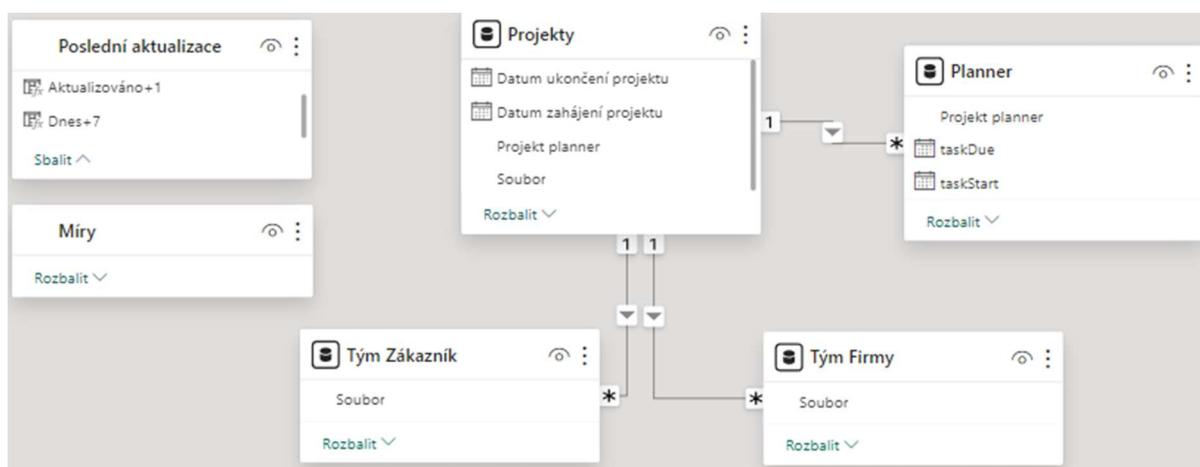 Poslední aktualizace
Aktualizováno+1
Dnes+7
Sbalit
Míry
Rozbalit
Projekty
Datum ukončení projektu
Datum zahájení projektu
Projekt planner
Soubor
Rozbalit
1
*
Planner
Projekt planner
taskDue
taskStart
Rozbalit
1 1
Tým Zákazník
Soubor
Rozbalit
*
*
Tým Firmy
Soubor
Rozbalit